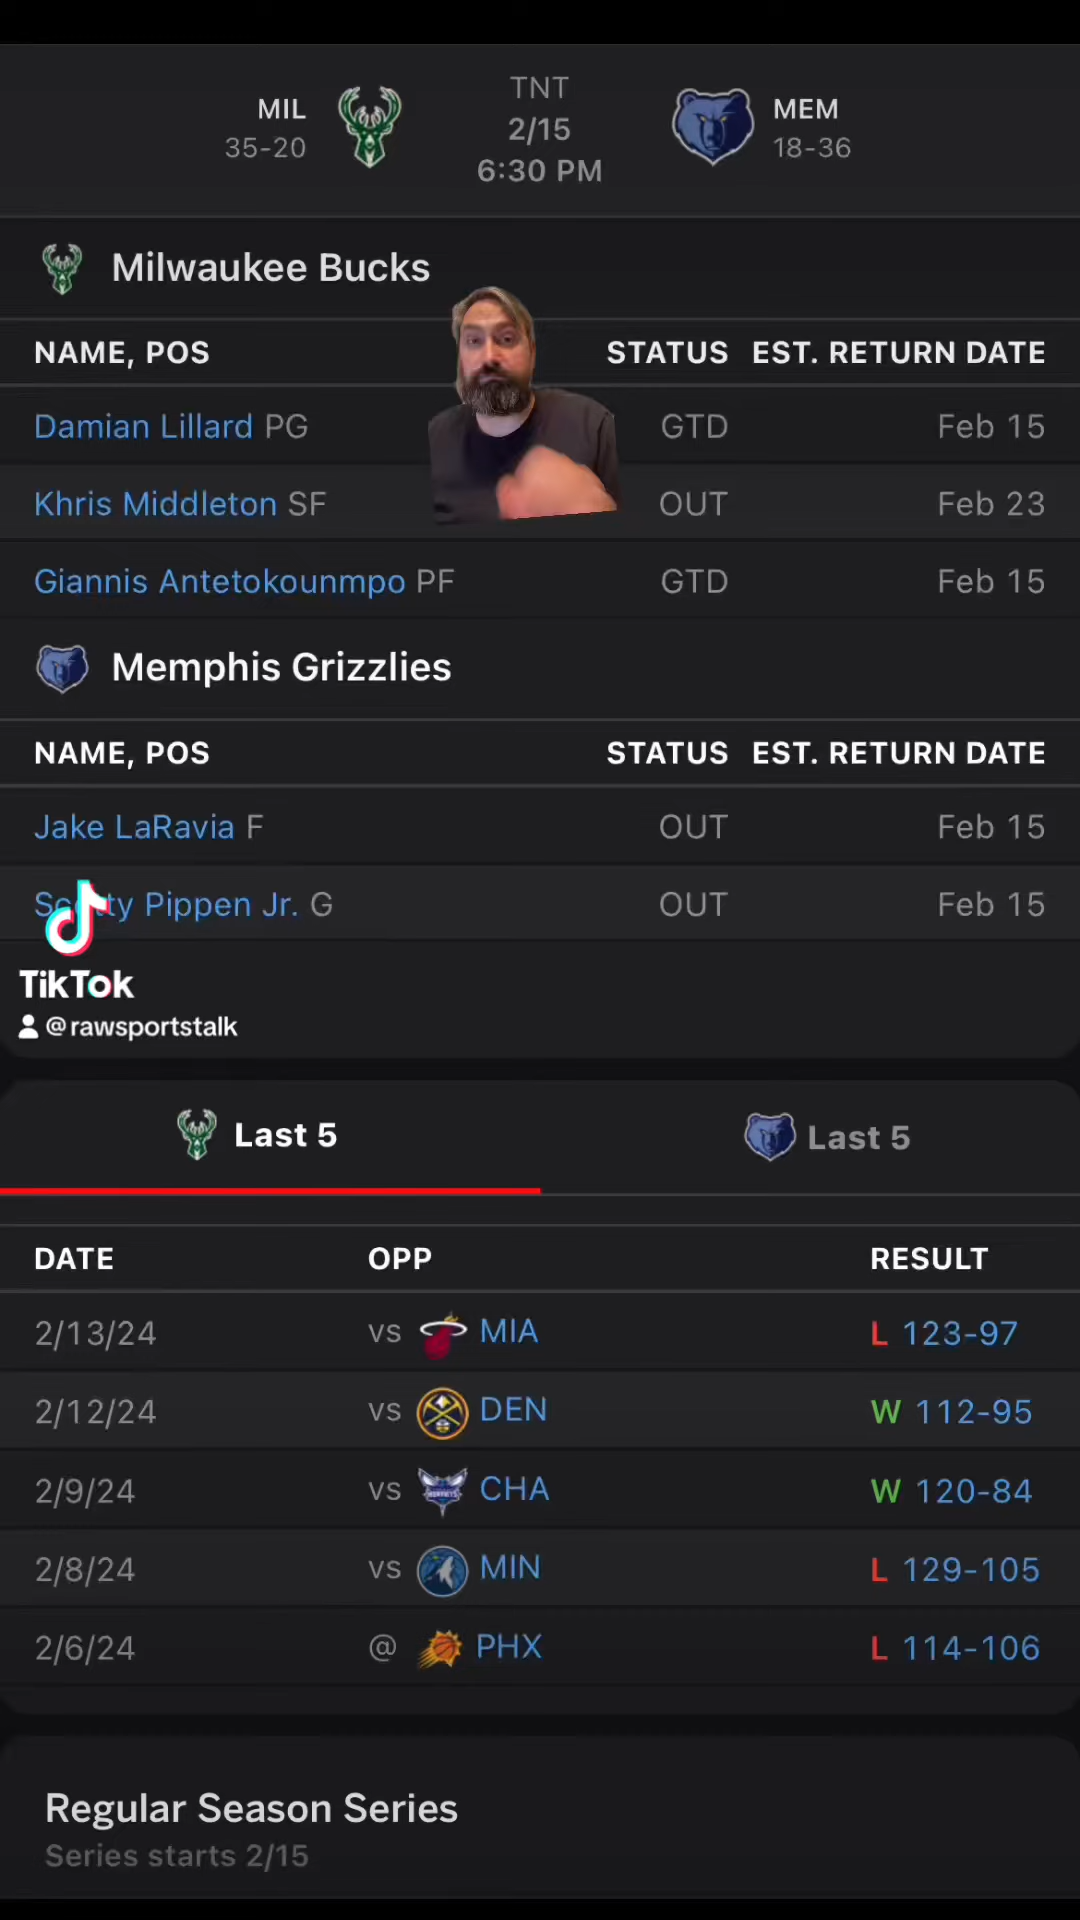 TNT
MIL 2/15 MEM
35-20 6:30 PM 18-36
Milwaukee Bucks
NAME, POS STATUS EST. RETURN DATE
Damian Lillard PG GTD Feb 15
Khris Middleton SF OUT Feb 23
Giannis Antetokounmpo PF GTD Feb 15
Memphis Grizzlies
NAME, POS STATUS EST. RETURN DATE
Jake LaRavia F OUT Feb 15
Scotty Pippen Jr. G OUT Feb 15
TikTok
@rawsportstalk
Last 5 Last 5
DATE OPP RESULT
2/13/24 vs MIA L 123-97
2/12/24 vs DEN W 112-95
2/9/24 vs CHA W 120-84
2/8/24 vs MIN L 129-105
2/6/24 @ PHX L 114-106
Regular Season Series
Series starts 2/15